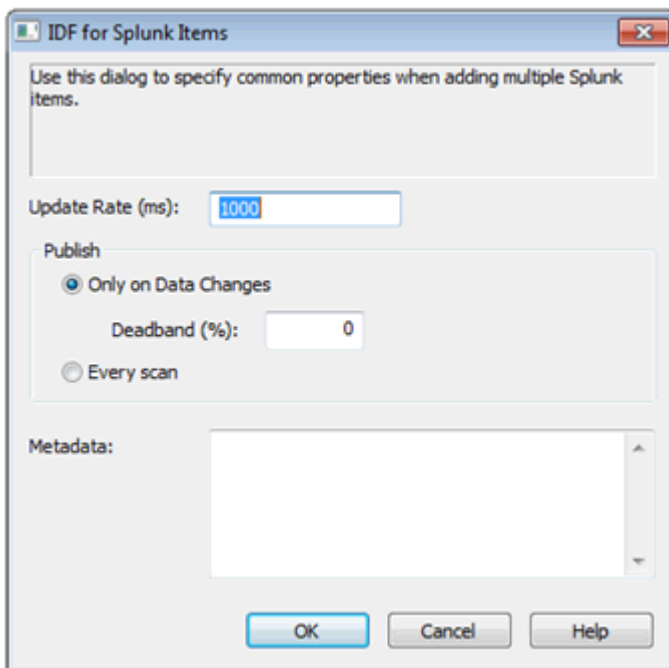 IDF for Splunk Items
Use this dialog to specify common properties when adding multiple Splunk
items.
Update Rate (ms): 1000
Publish
Only on Data Changes
Deadband (%): 0
Every scan
Metadata:
OK Cancel Help